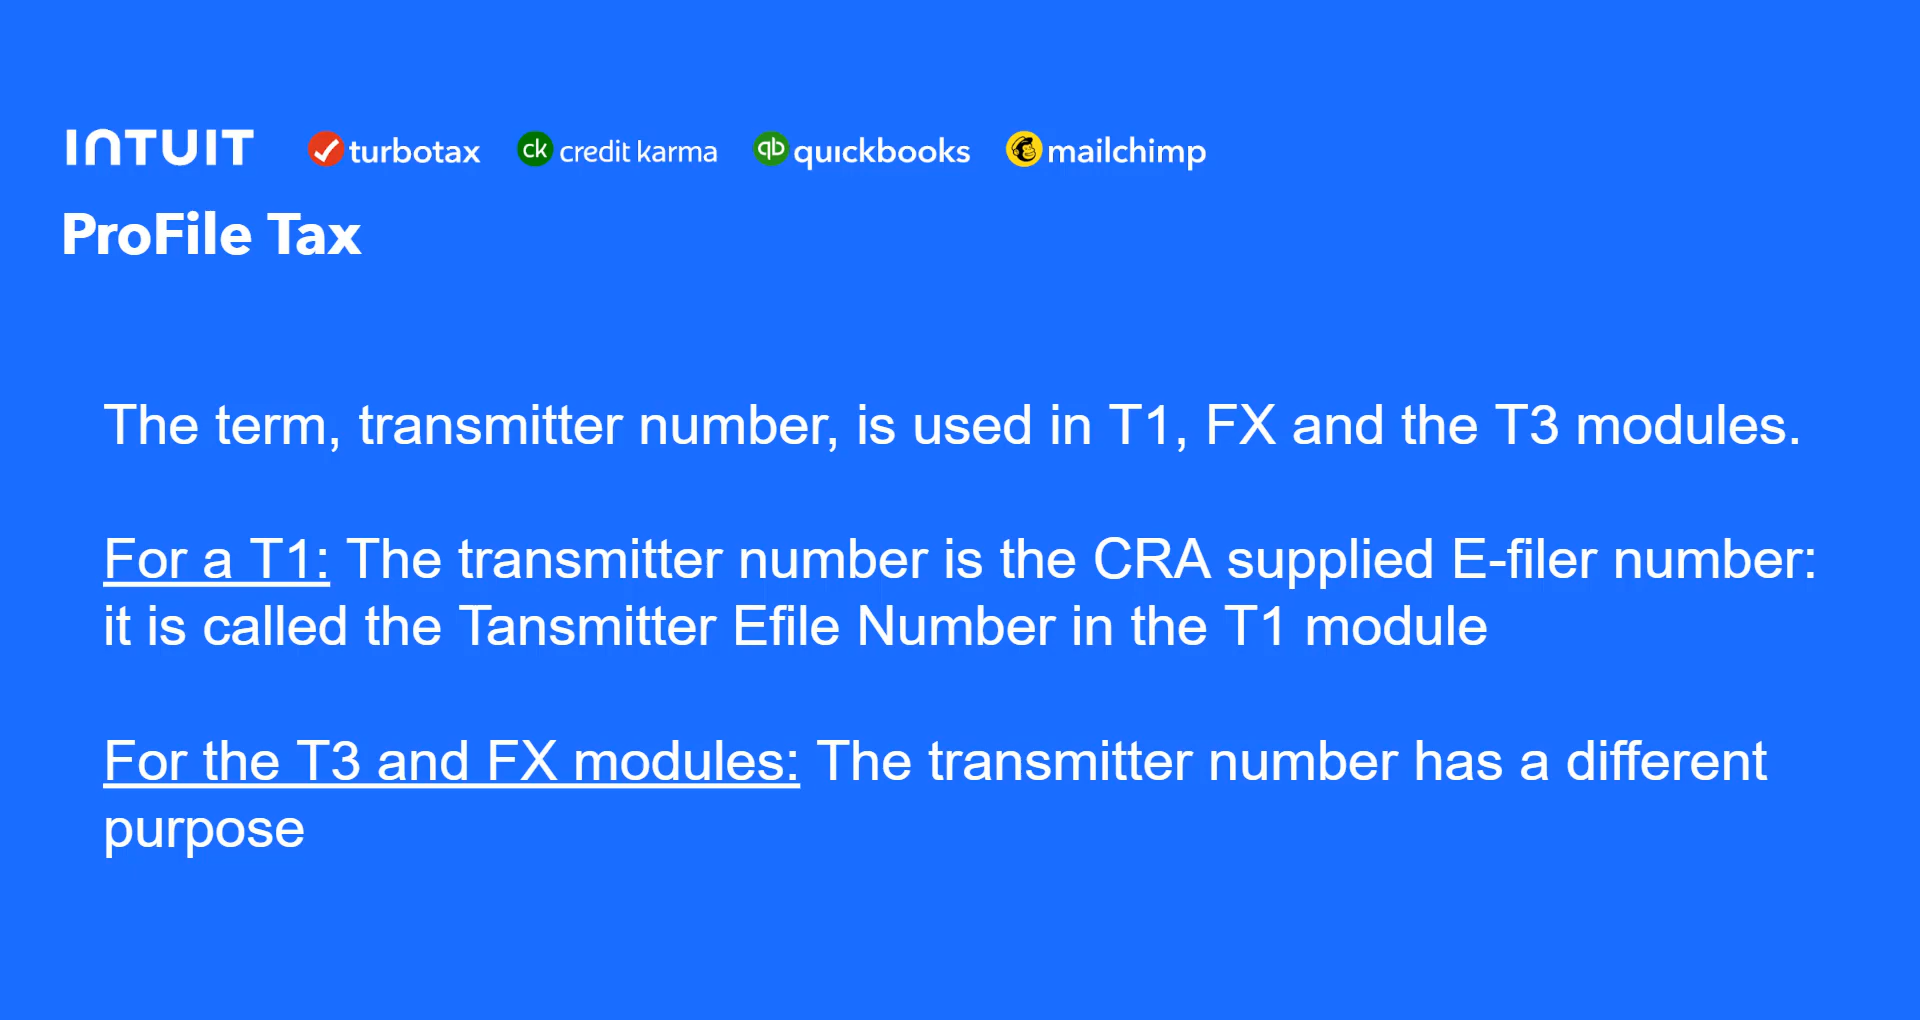 INTUIT turbotax ck credit karma qb quickbooks mailchimp
ProFile Tax
The term, transmitter number, is used in T1, FX and the T3 modules.
For a T1: The transmitter number is the CRA supplied E-filer number:
it is called the Tansmitter Efile Number in the T1 module
For the T3 and FX modules: The transmitter number has a different
purpose